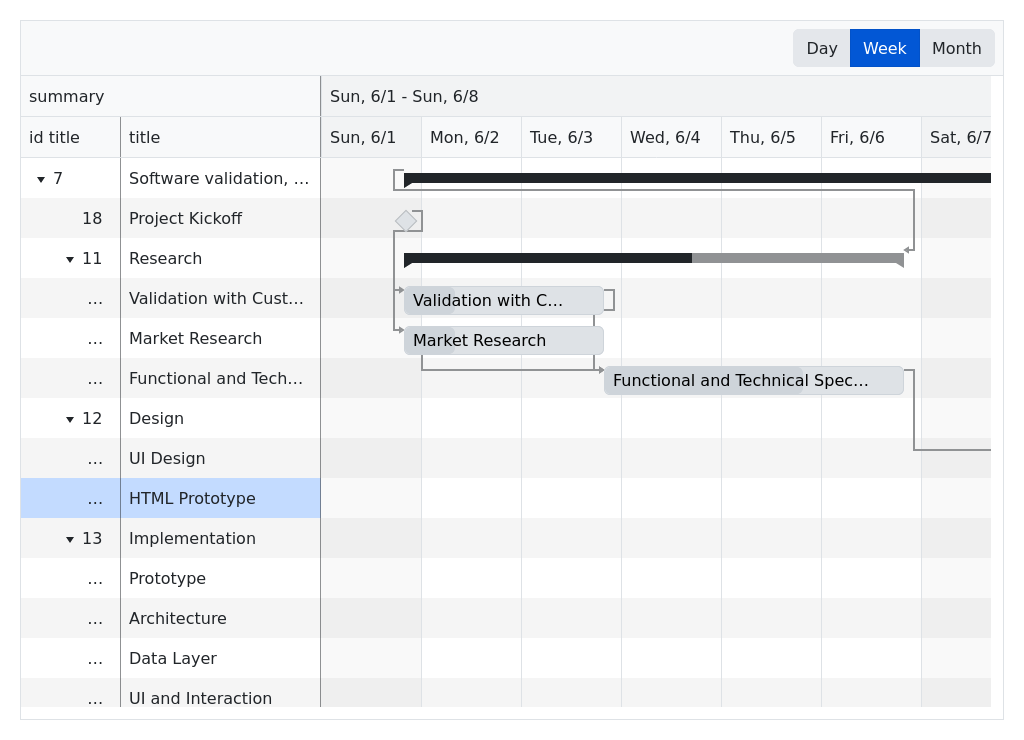 Day Week Month
summary Sun, 6/1 - Sun, 6/8
id title title Sun, 6/1 Mon, 6/2 Tue, 6/3 Wed, 6/4 Thu, 6/5 Fri, 6/6 Sat, 6/7
7 Software validation, ...
18 Project Kickoff
11 Research
... Validation with Cust... Validation with C...
... Market Research Market Research
... Functional and Tech... Functional and Technical Spec...
12 Design
... UI Design
... HTML Prototype
13 Implementation
... Prototype
... Architecture
... Data Layer
... UI and Interaction